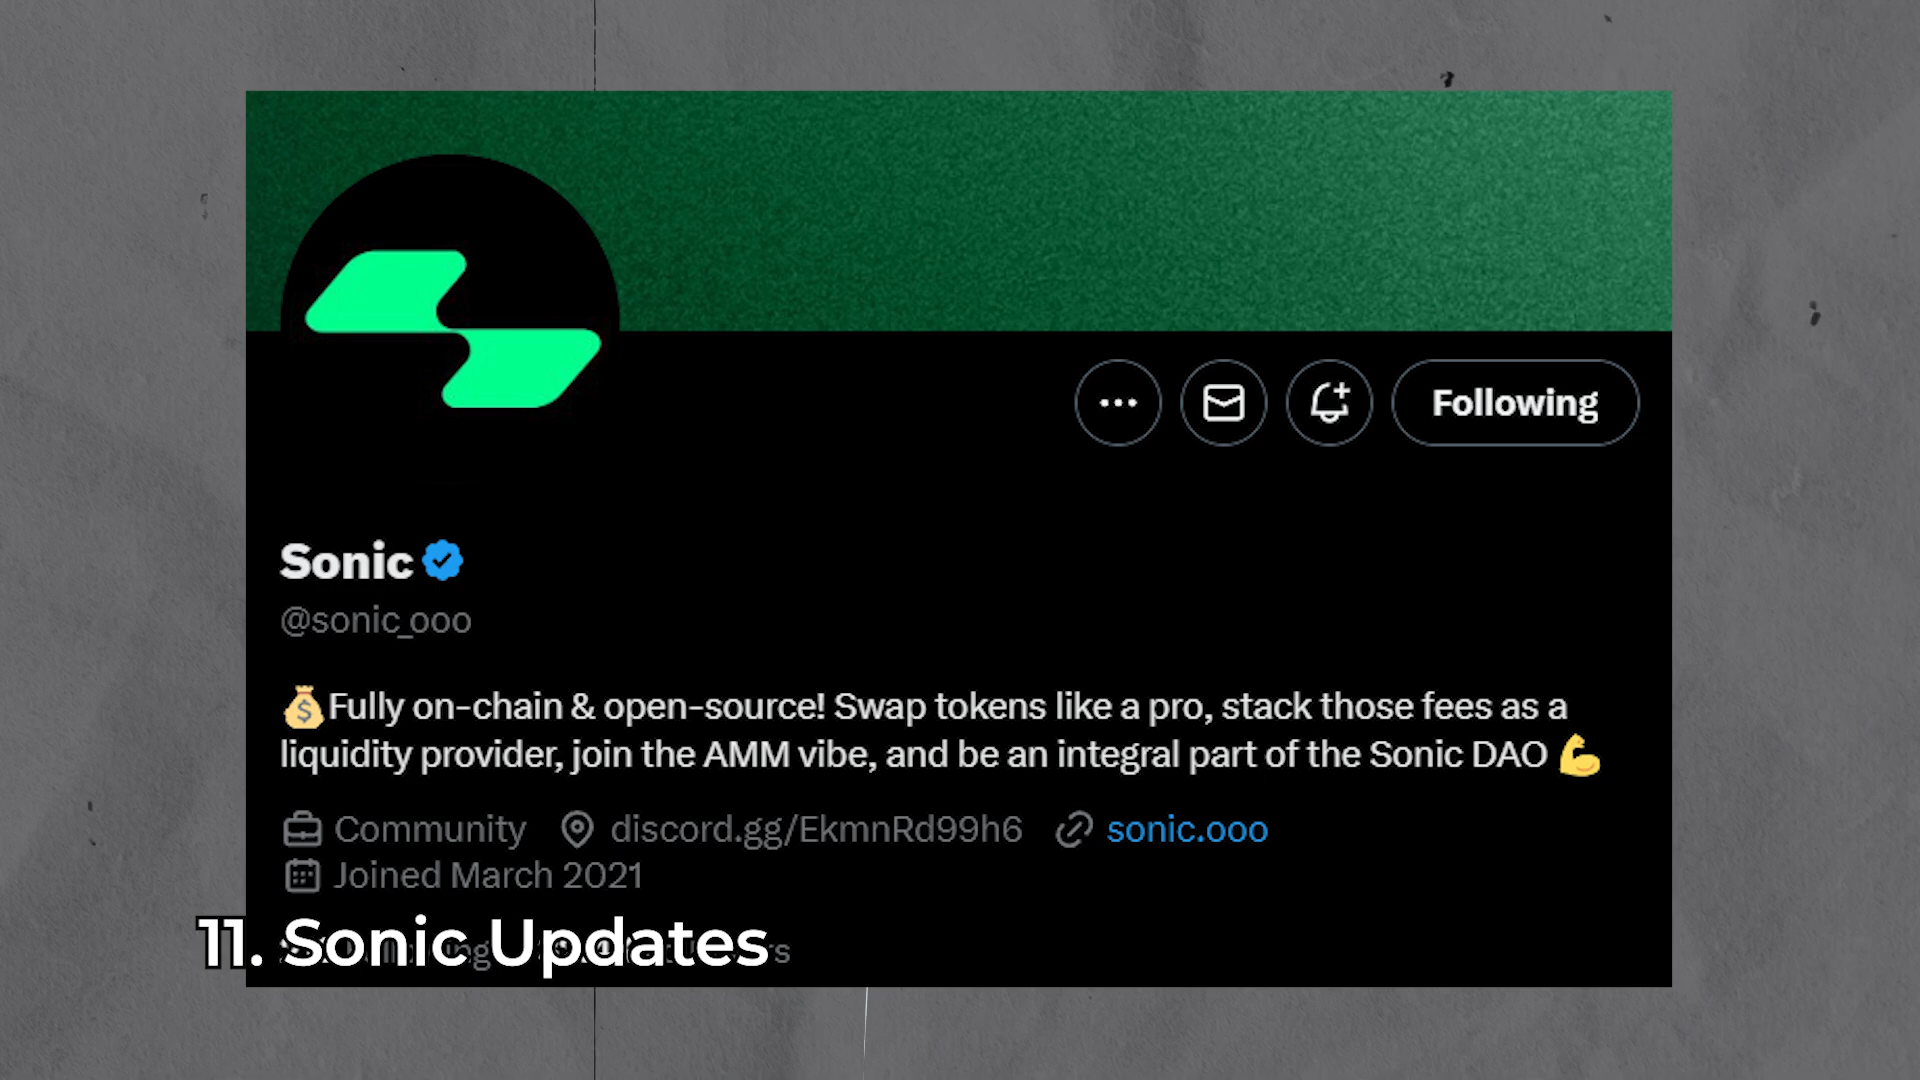 Following
Sonic
@sonic_ooo
💰Fully on-chain & open-source! Swap tokens like a pro, stack those fees as a
liquidity provider, join the AMM vibe, and be an integral part of the Sonic DAO 💪
Community discord.gg/EkmnRd99h6 sonic.ooo
Joined March 2021
11. Sonic Updates